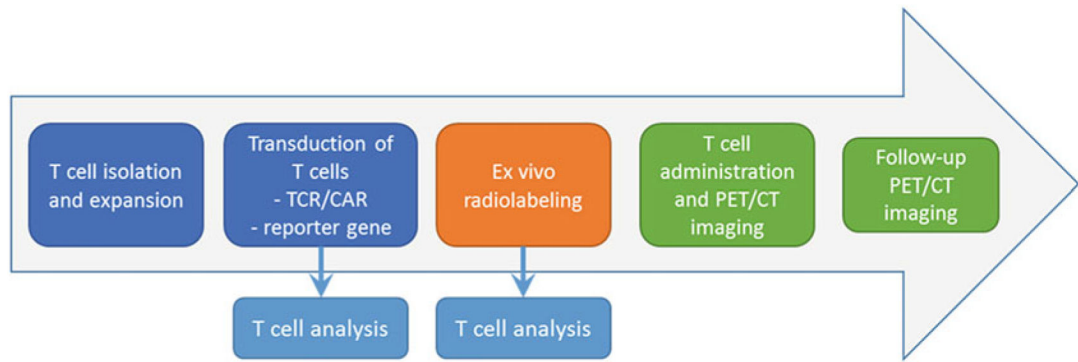 T cell isolation
and expansion
Transduction of
T cells
- TCR/CAR
- reporter gene
Ex vivo
radiolabeling
T cell
administration
and PET/CT
imaging
Follow-up
PET/CT
imaging
T cell analysis
T cell analysis